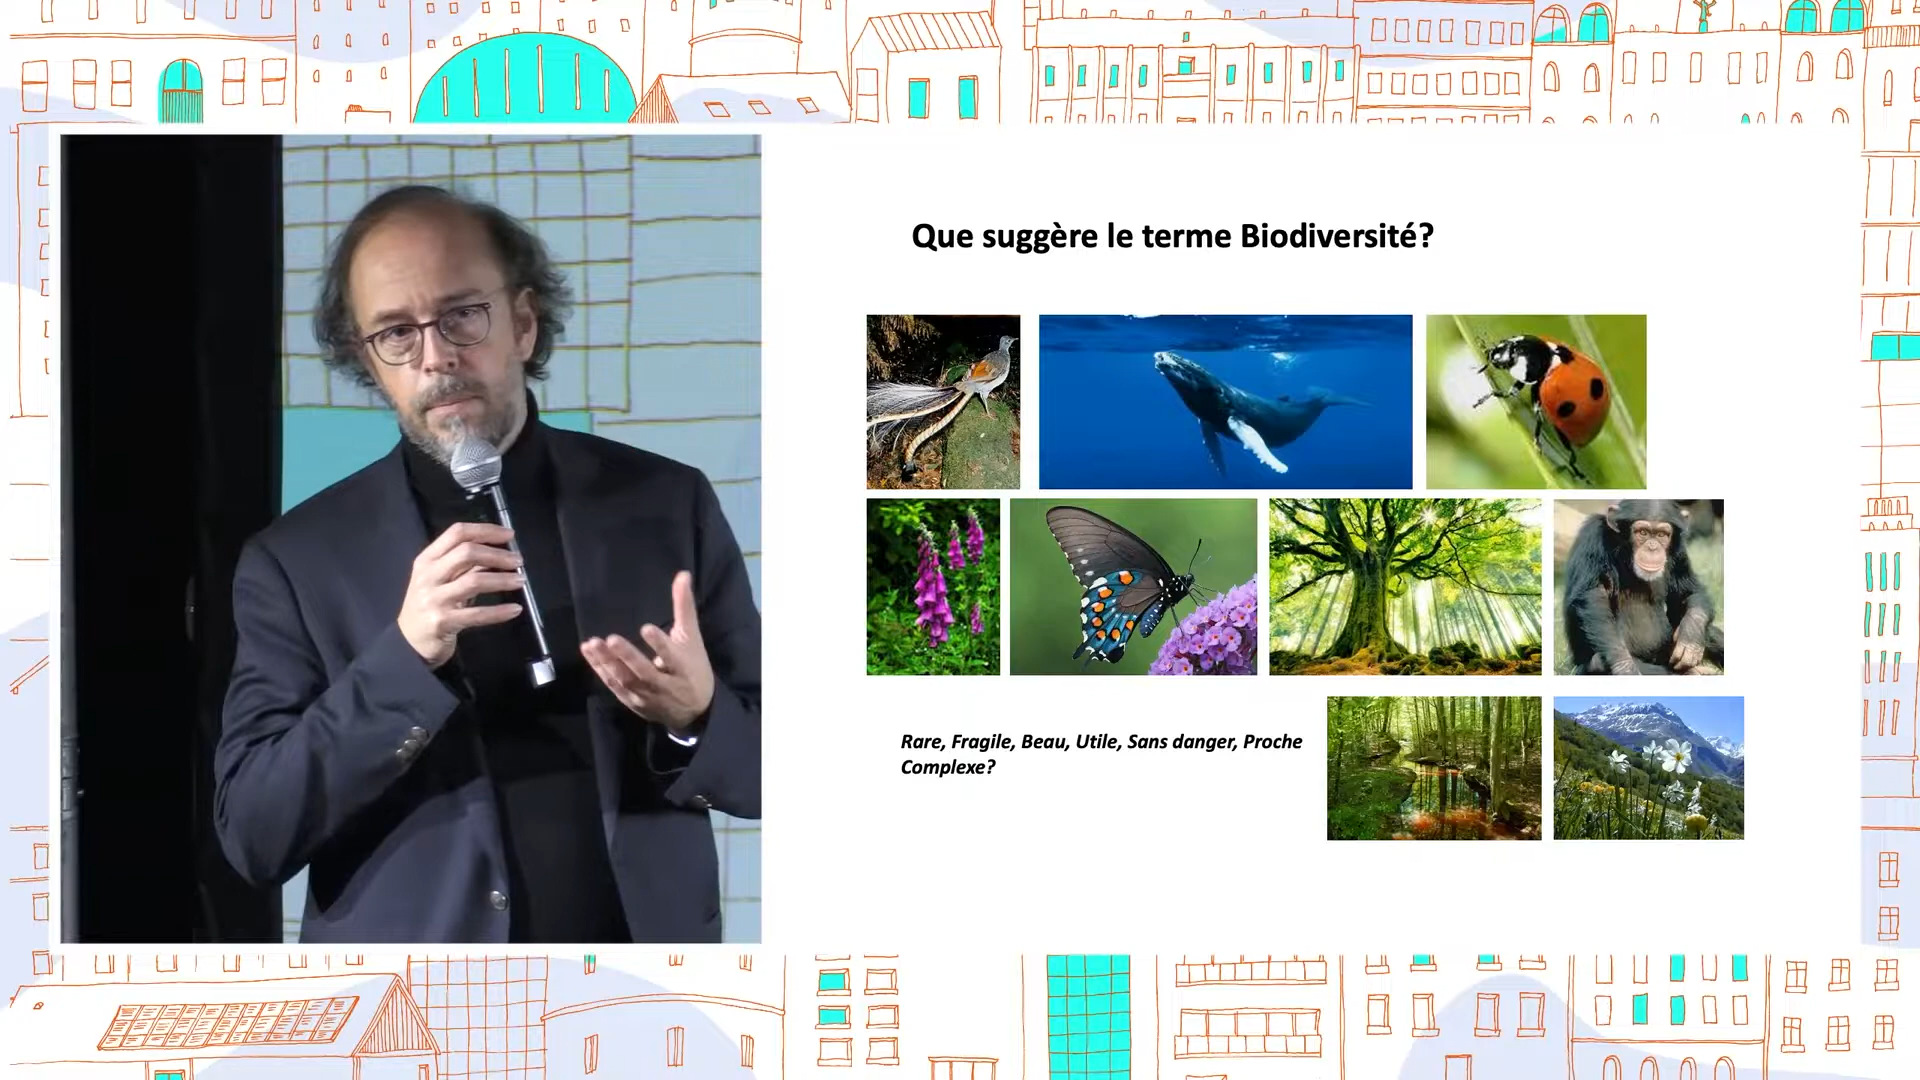 Que suggère le terme Biodiversité?
Rare, Fragile, Beau, Utile, Sans danger, Proche
Complexe?